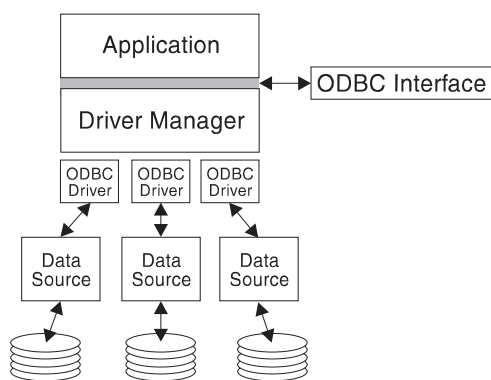 Application
ODBC Interface
Driver Manager
ODBC
Driver
ODBC
Driver
ODBC
Driver
Data
Source
Data
Source
Data
Source